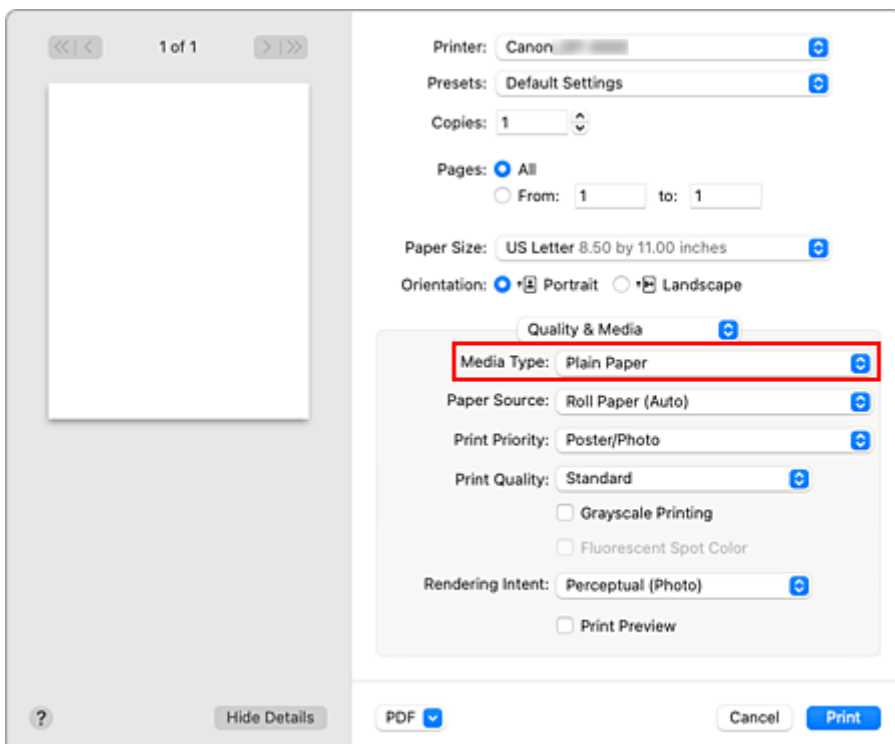 1 of 1
Printer: Canon
Presets: Default Settings
Copies: 1
Pages: All
From: 1 to: 1
Paper Size: US Letter 8.50 by 11.00 inches
Orientation: Portrait Landscape
Quality & Media
Media Type: Plain Paper
Paper Source: Roll Paper (Auto)
Print Priority: Poster/Photo
Print Quality: Standard
Grayscale Printing
Fluorescent Spot Color
Rendering Intent: Perceptual (Photo)
Print Preview
? Hide Details PDF Cancel Print